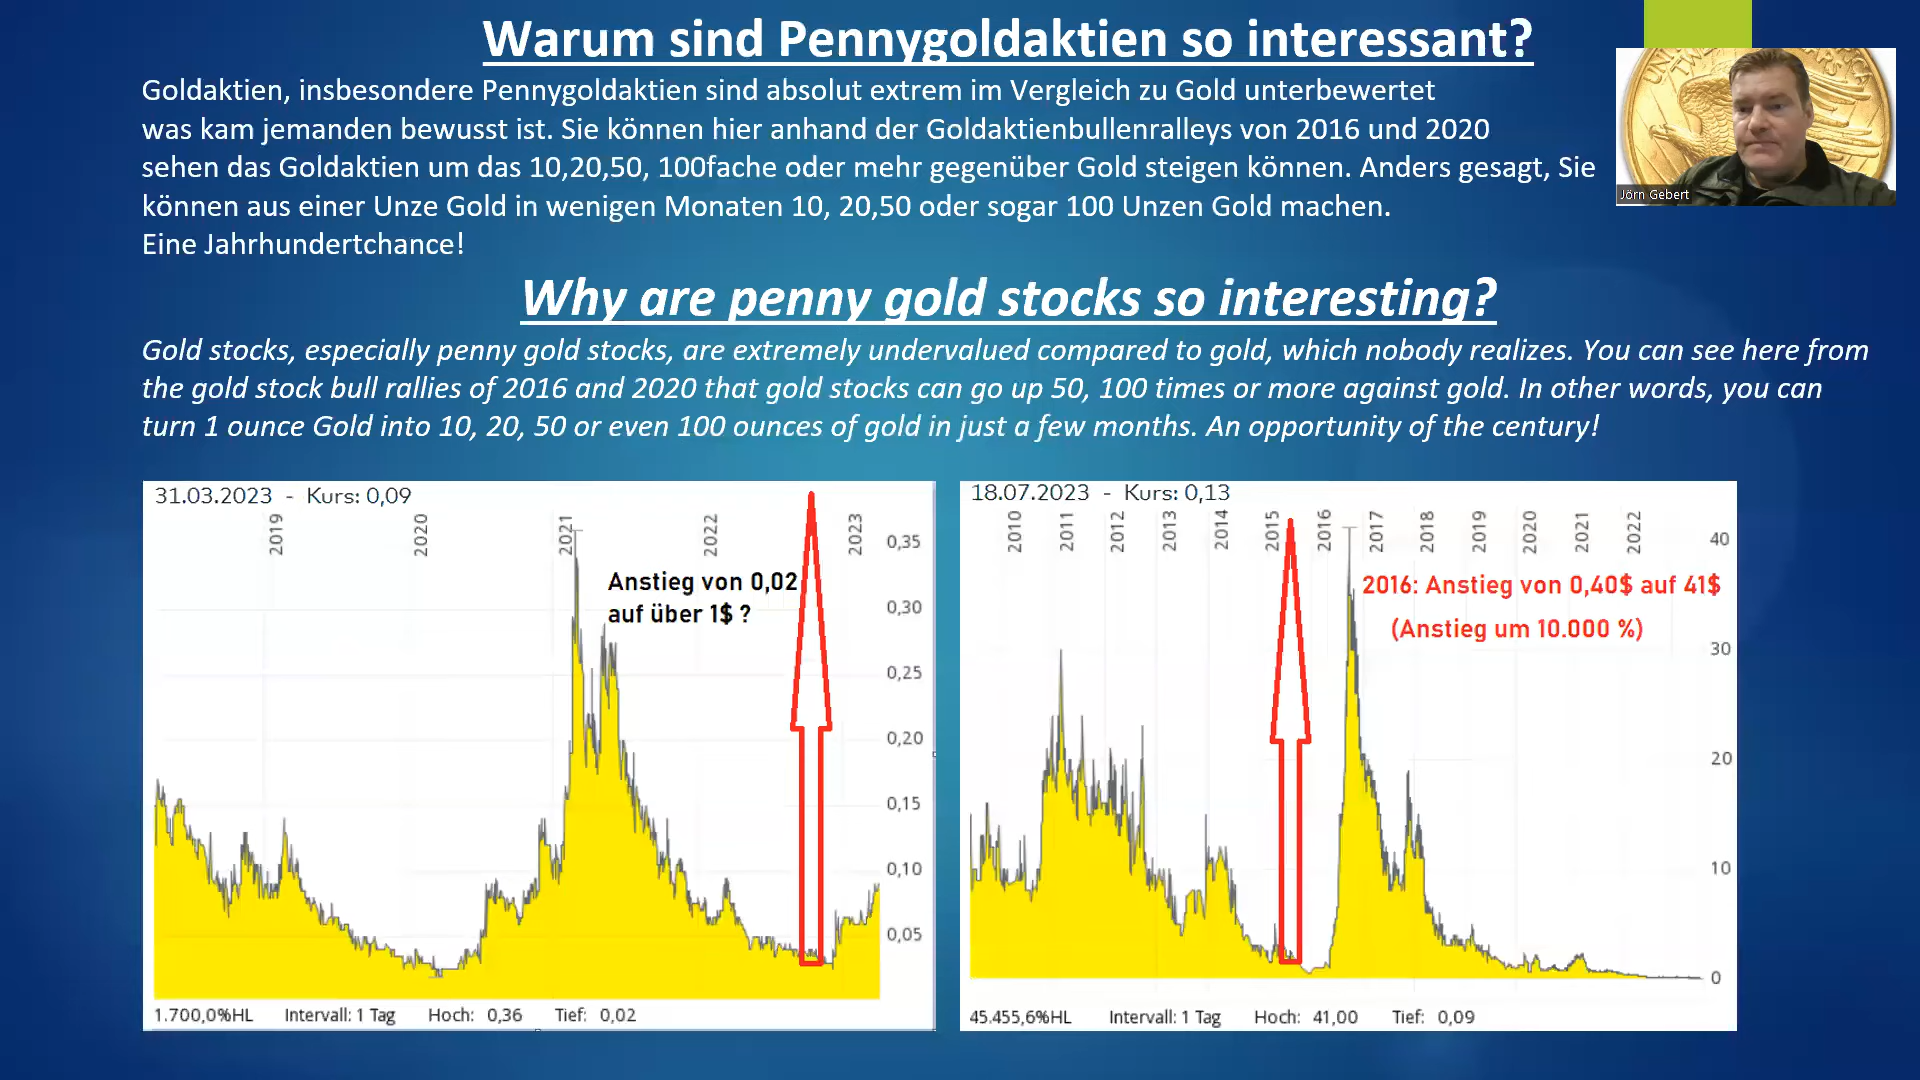 Warum sind Pennygoldaktien so interessant?
Goldaktien, insbesondere Pennygoldaktien sind absolut extrem im Vergleich zu Gold unterbewertet
was kam jemanden bewusst ist. Sie können hier anhand der Goldaktienbullenralleys von 2016 und 2020
sehen das Goldaktien um das 10,20,50, 100fache oder mehr gegenüber Gold steigen können. Anders gesagt, Sie
können aus einer Unze Gold in wenigen Monaten 10, 20,50 oder sogar 100 Unzen Gold machen.
Eine Jahrhundertchance!
Jörn Gebert
Why are penny gold stocks so interesting?
Gold stocks, especially penny gold stocks, are extremely undervalued compared to gold, which nobody realizes. You can see here from
the gold stock bull rallies of 2016 and 2020 that gold stocks can go up 50, 100 times or more against gold. In other words, you can
turn 1 ounce Gold into 10, 20, 50 or even 100 ounces of gold in just a few months. An opportunity of the century!
31.03.2023 - Kurs: 0,09
2019 2020 2021 2022 2023
0,35
Anstieg von 0,02
auf über 1$ ?
0,30
0,25
0,20
0,15
0,10
0,05
1.700,0%HL Intervall: 1 Tag Hoch: 0,36 Tief: 0,02
18.07.2023 - Kurs: 0,13
2010 2011 2012 2013 2014 2015 2016 2017 2018 2019 2020 2021 2022
40
2016: Anstieg von 0,40$ auf 41$
(Anstieg um 10.000 %)
30
20
10
0
45.455,6%HL Intervall: 1 Tag Hoch: 41,00 Tief: 0,09